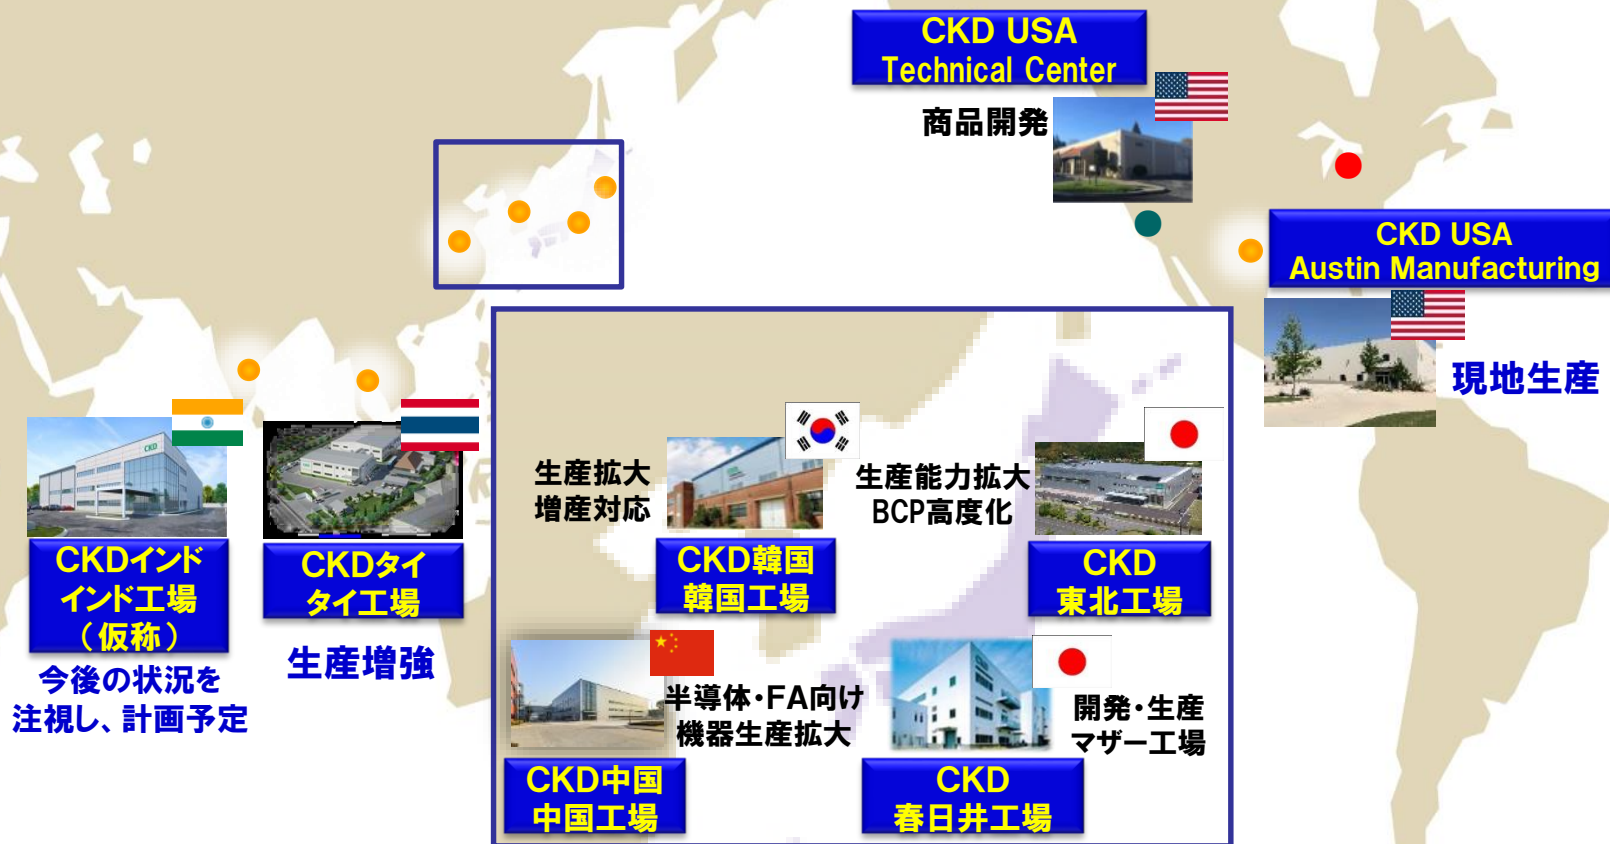 CKD USA
Technical Center
商品開発
CKD USA
Austin Manufacturing
現地生産
CKD
CKDインド
インド工場
（仮称）
今後の状況を
注視し、計画予定
CKDタイ
タイ工場
生産増強
生産拡大
増産対応
CKD韓国
韓国工場
生産能力拡大
BCP高度化
CKD
東北工場
半導体・FA向け
機器生産拡大
CKD中国
中国工場
開発・生産
マザー工場
CKD
春日井工場